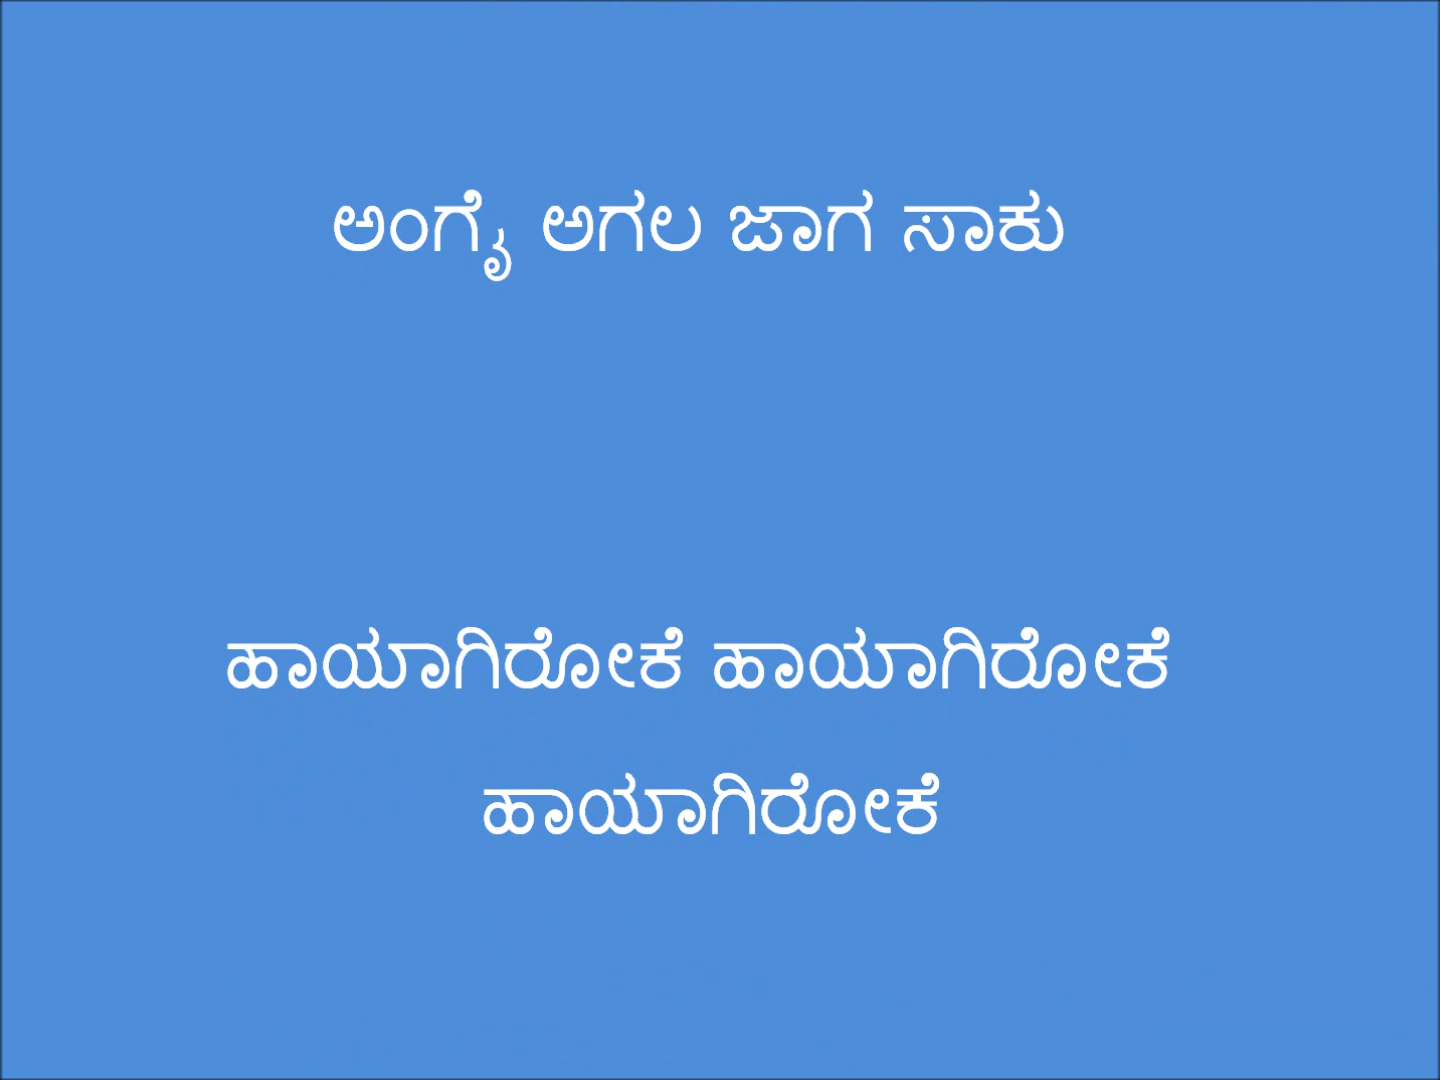 ಅಂಗೈ ಅಗಲ ಜಾಗ ಸಾಕು
ಹಾಯಾಗಿರೋಕೆ ಹಾಯಾಗಿರೋಕೆ
ಹಾಯಾಗಿರೋಕೆ